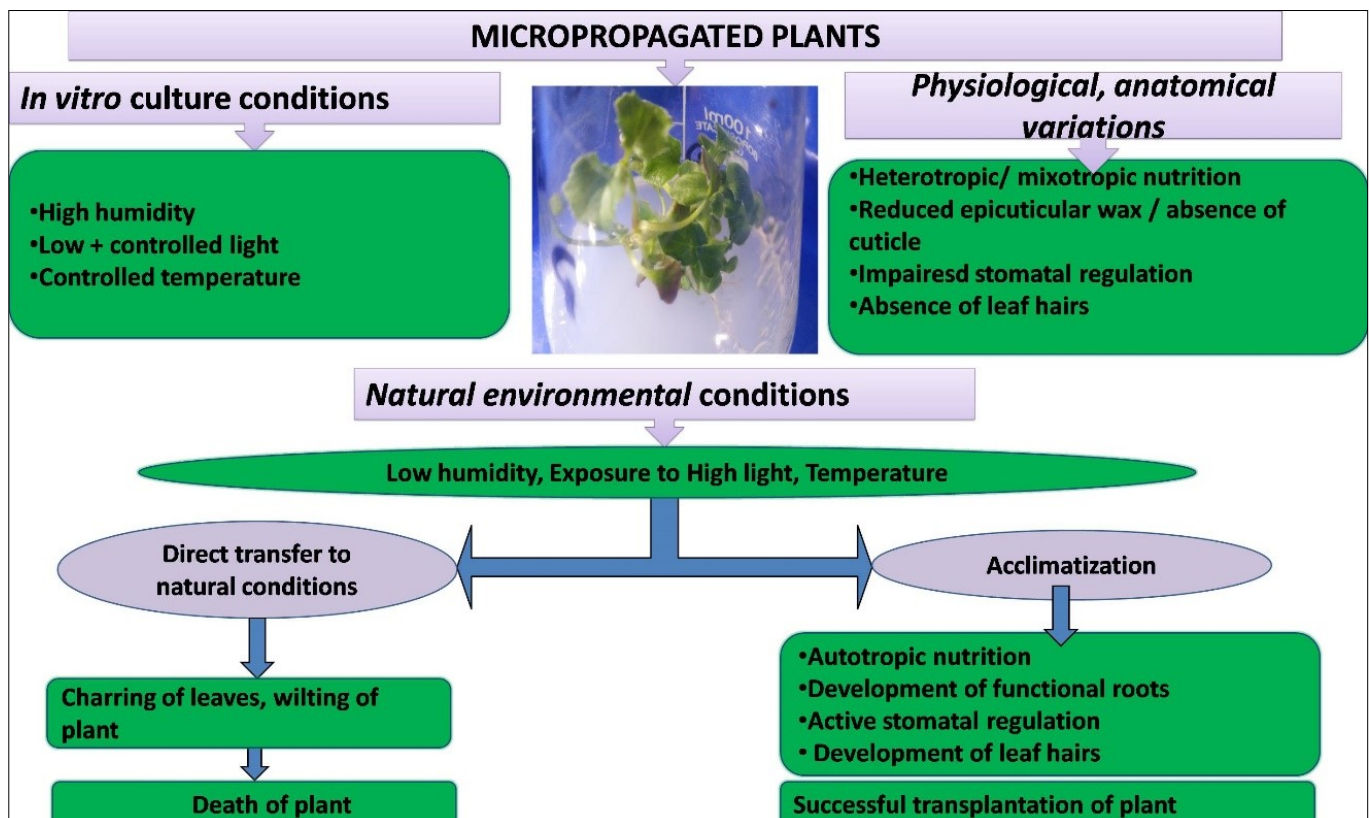 MICROPROPAGATED PLANTS
In vitro culture conditions
•High humidity
•Low + controlled light
•Controlled temperature
100ml
Physiological, anatomical
variations
•Heterotropic/ mixotropic nutrition
•Reduced epicuticular wax / absence of
cuticle
•Impairesd stomatal regulation
•Absence of leaf hairs
Natural environmental conditions
Low humidity, Exposure to High light, Temperature
Direct transfer to
natural conditions
Charring of leaves, wilting of
plant
Death of plant
Acclimatization
•Autotropic nutrition
•Development of functional roots
•Active stomatal regulation
• Development of leaf hairs
Successful transplantation of plant